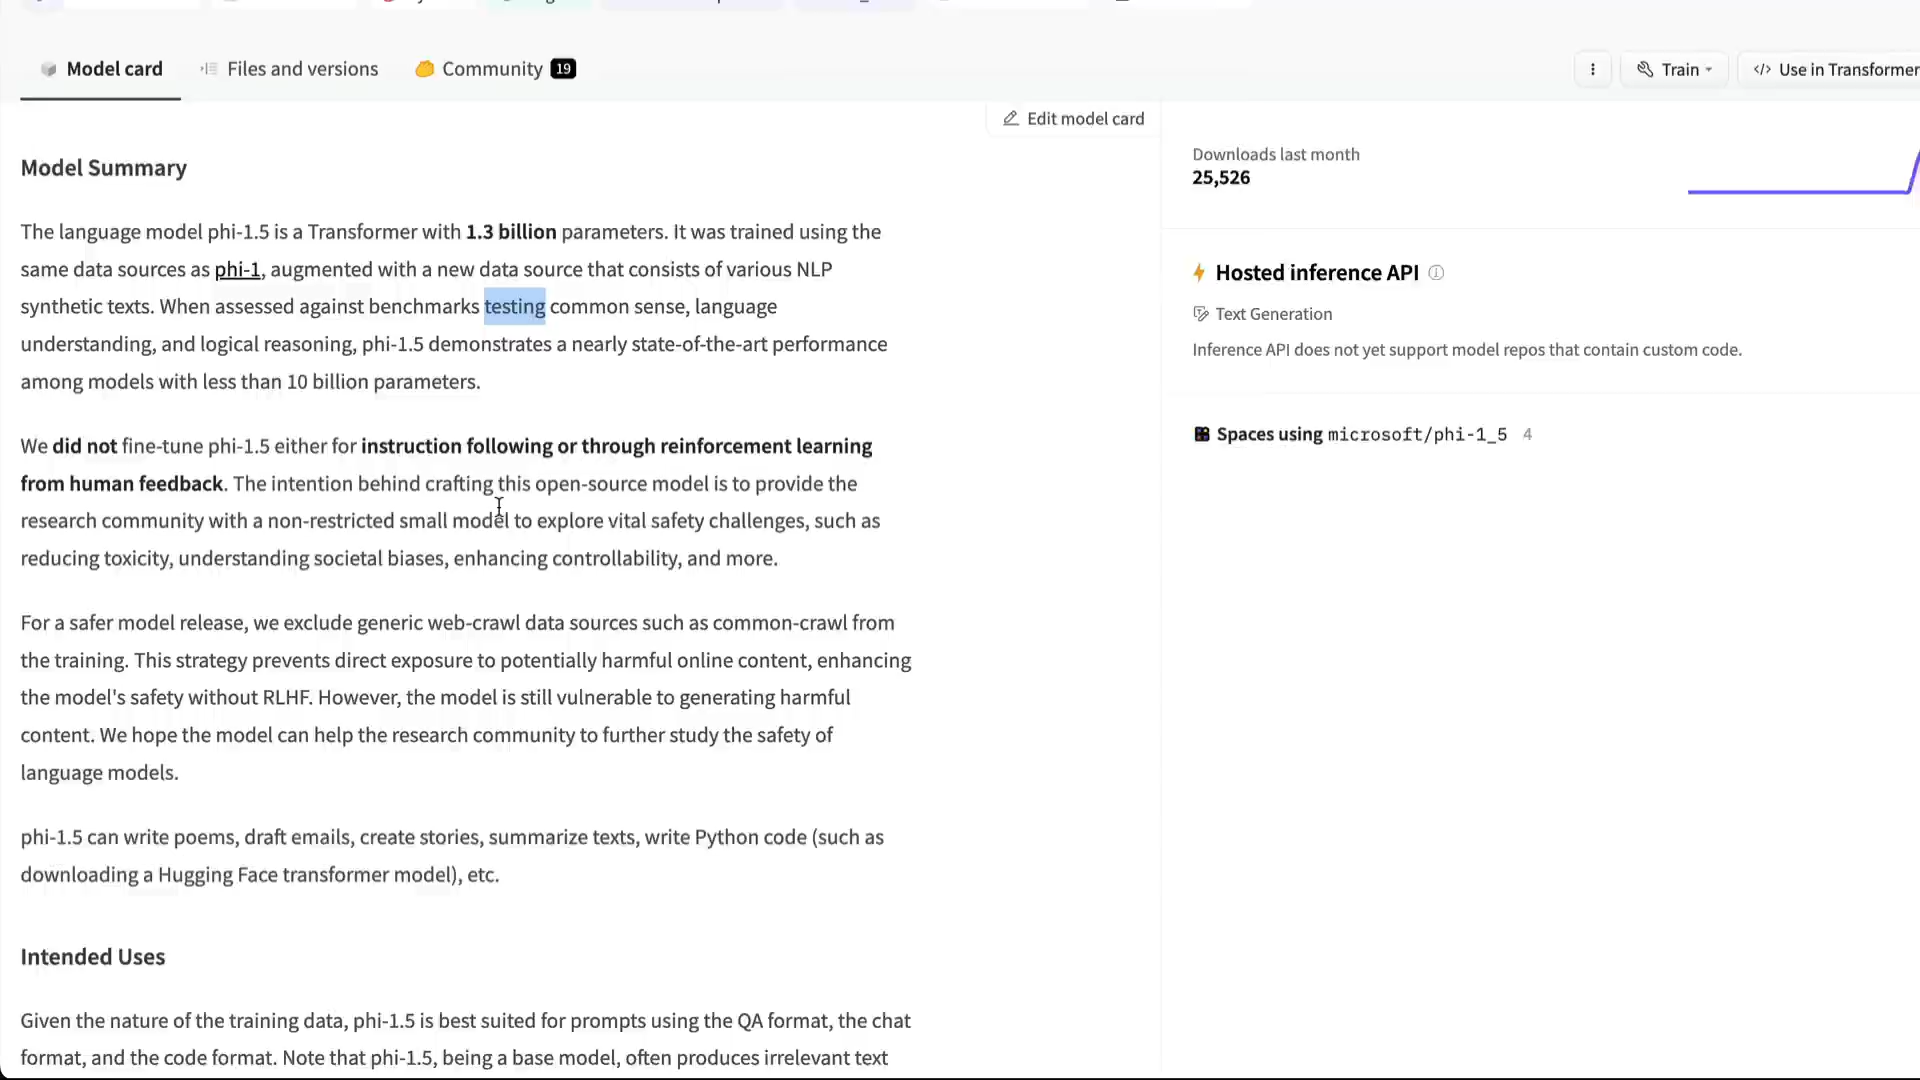 Model card
Files and versions
Community 19
Train
Use in Transformer
Edit model card
Model Summary
The language model phi-1.5 is a Transformer with 1.3 billion parameters. It was trained using the
same data sources as phi-1, augmented with a new data source that consists of various NLP
synthetic texts. When assessed against benchmarks testing common sense, language
understanding, and logical reasoning, phi-1.5 demonstrates a nearly state-of-the-art performance
among models with less than 10 billion parameters.
We did not fine-tune phi-1.5 either for instruction following or through reinforcement learning
from human feedback. The intention behind crafting this open-source model is to provide the
research community with a non-restricted small model to explore vital safety challenges, such as
reducing toxicity, understanding societal biases, enhancing controllability, and more.
For a safer model release, we exclude generic web-crawl data sources such as common-crawl from
the training. This strategy prevents direct exposure to potentially harmful online content, enhancing
the model's safety without RLHF. However, the model is still vulnerable to generating harmful
content. We hope the model can help the research community to further study the safety of
language models.
phi-1.5 can write poems, draft emails, create stories, summarize texts, write Python code (such as
downloading a Hugging Face transformer model), etc.
Intended Uses
Given the nature of the training data, phi-1.5 is best suited for prompts using the QA format, the chat
format, and the code format. Note that phi-1.5, being a base model, often produces irrelevant text
Downloads last month
25,526
Hosted inference API
Text Generation
Inference API does not yet support model repos that contain custom code.
Spaces using microsoft/phi-1_5 4